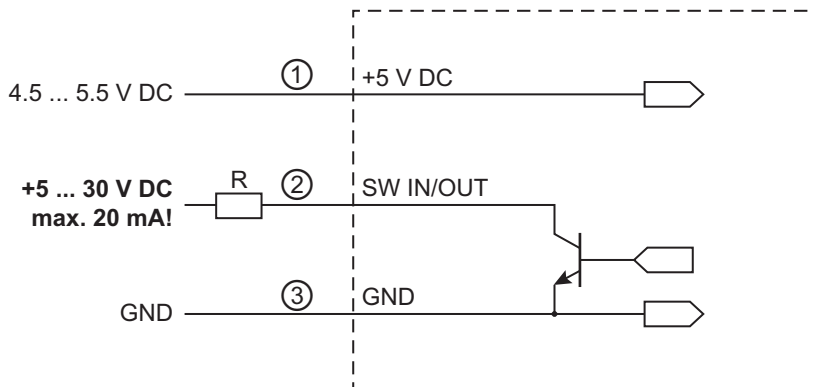 4.5 ... 5.5 V DC
①
+5 V DC
+5 ... 30 V DC
max. 20 mA!
R
②
SW IN/OUT
GND
③
GND